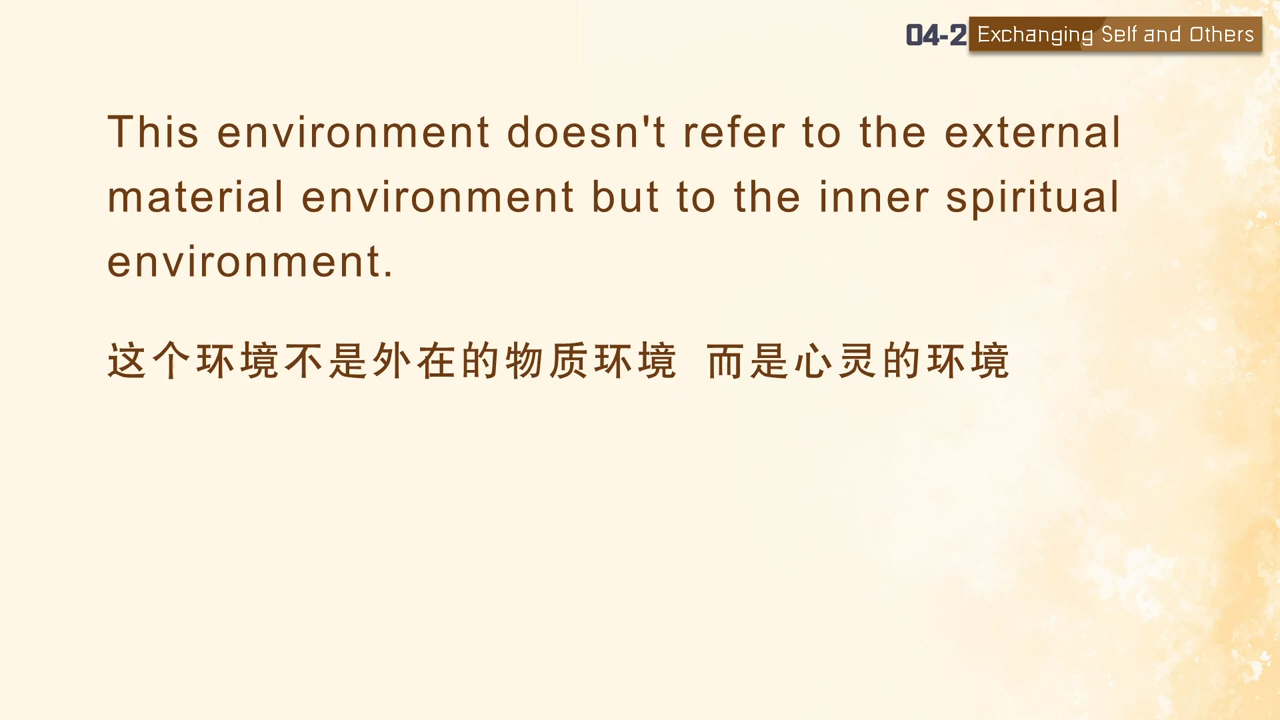 04-2 Exchanging Self and Others
This environment doesn't refer to the external
material environment but to the inner spiritual
environment.
这个环境不是外在的物质环境 而是心灵的环境